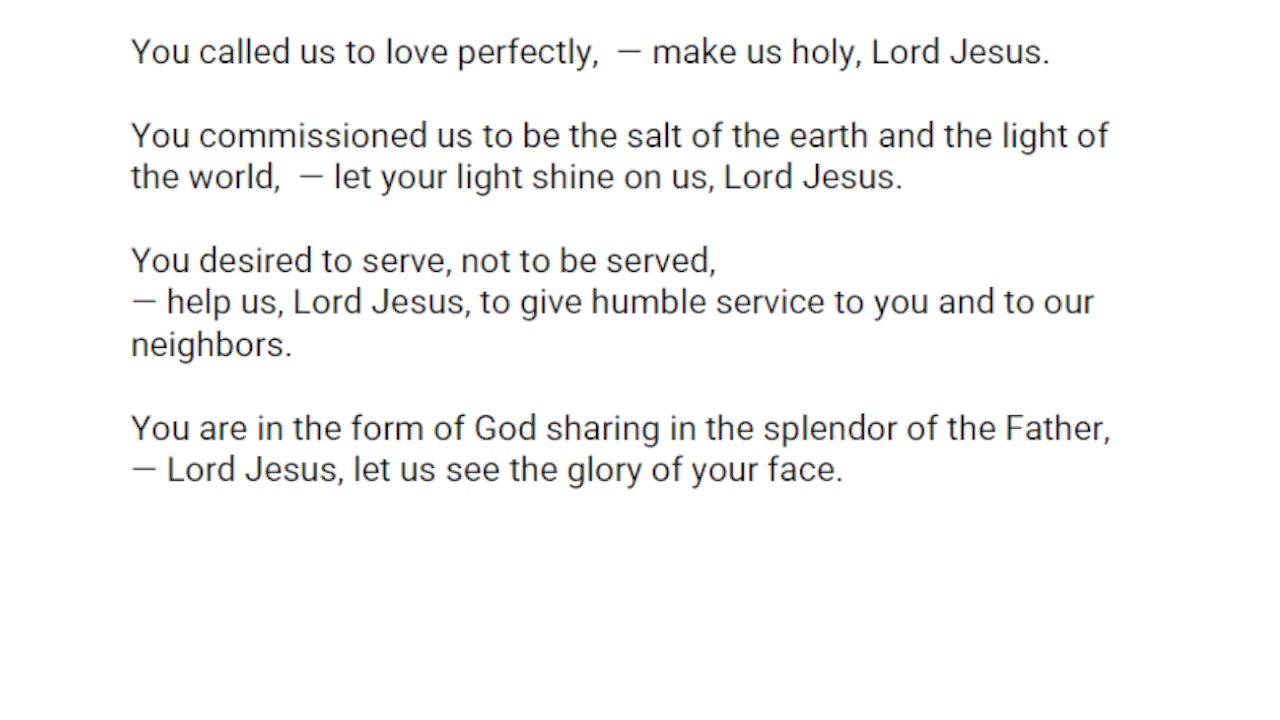 You called us to love perfectly,  — make us holy, Lord Jesus.
You commissioned us to be the salt of the earth and the light of
the world,  — let your light shine on us, Lord Jesus.
You desired to serve, not to be served,
— help us, Lord Jesus, to give humble service to you and to our
neighbors.
You are in the form of God sharing in the splendor of the Father,
— Lord Jesus, let us see the glory of your face.